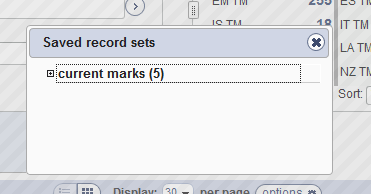 EM TM 255 ES TM
IS TM 18 IT TM
Saved record sets
LA TM
current marks (5)
NZ TM
Sort:
Display: 30 per page options